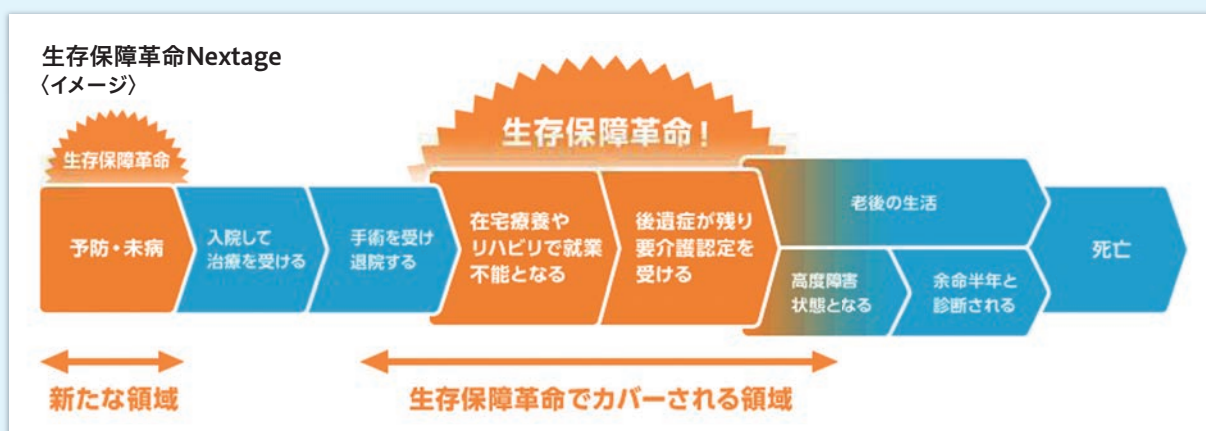 生存保障革命Nextage
〈イメージ〉
生存保障革命
生存保障革命!
予防・未病
入院して
治療を受ける
手術を受け
退院する
在宅療養や
リハビリで就業
不能となる
後遺症が残り
要介護認定を
受ける
老後の生活
高度障害
状態となる
余命半年と
診断される
死亡
新たな領域
生存保障革命でカバーされる領域